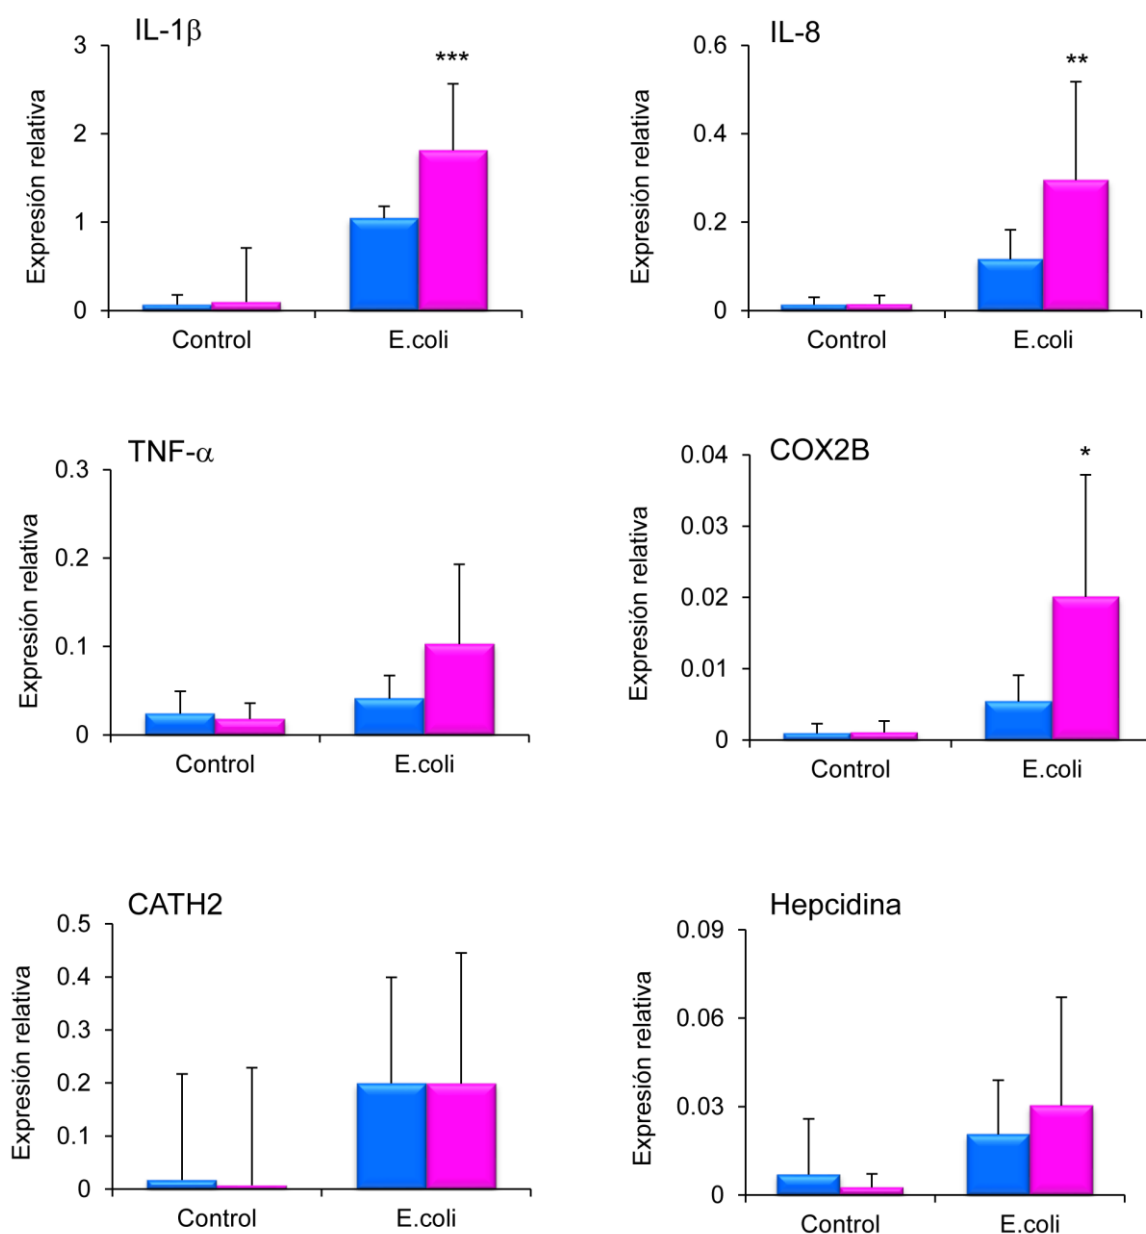 IL-1β
Expresión relativa
3
2
1
0
***
Control
E.coli
IL-8
Expresión relativa
0.6
0.4
0.2
0
**
Control
E.coli
TNF-α
Expresión relativa
0.3
0.2
0.1
0
Control
E.coli
COX2B
Expresión relativa
0.04
0.03
0.02
0.01
0
*
Control
E.coli
CATH2
Expresión relativa
0.5
0.4
0.3
0.2
0.1
0
Control
E.coli
Hepcidina
Expresión relativa
0.09
0.06
0.03
0
Control
E.coli